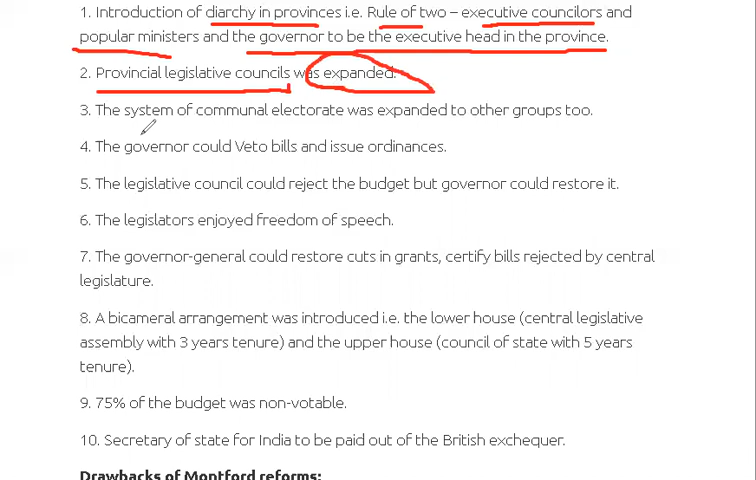 1. Introduction of diarchy in provinces i.e. Rule of two – executive councilors and
popular ministers and the governor to be the executive head in the province.
2. Provincial legislative councils was expanded.
3. The system of communal electorate was expanded to other groups too.
4. The governor could Veto bills and issue ordinances.
5. The legislative council could reject the budget but governor could restore it.
6. The legislators enjoyed freedom of speech.
7. The governor-general could restore cuts in grants, certify bills rejected by central
legislature.
8. A bicameral arrangement was introduced i.e. the lower house (central legislative
assembly with 3 years tenure) and the upper house (council of state with 5 years
tenure).
9. 75% of the budget was non-votable.
10. Secretary of state for India to be paid out of the British exchequer.
Drawbacks of Montford reforms: